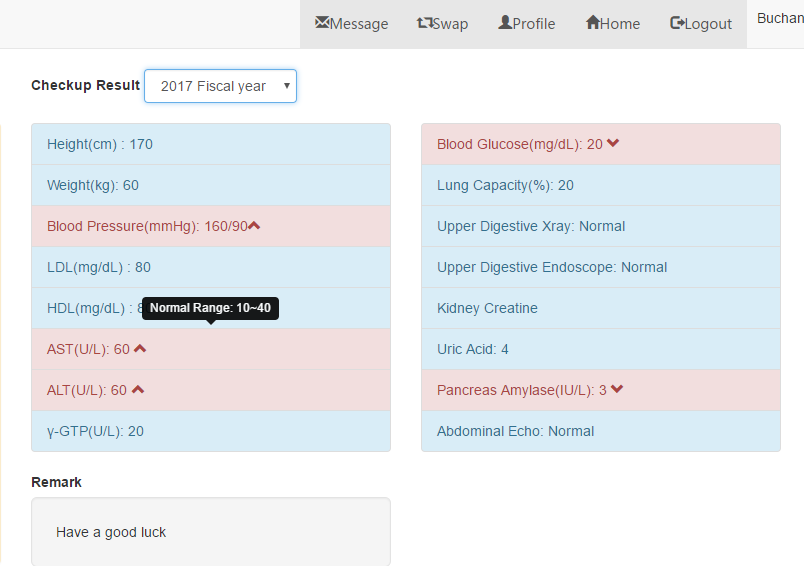 Message Swap Profile Home Logout Buchan
Checkup Result 2017 Fiscal year
Height(cm) : 170
Weight(kg): 60
Blood Pressure(mmHg): 160/90
LDL(mg/dL) : 80
HDL(mg/dL) :
Normal Range: 10~40
AST(U/L): 60
ALT(U/L): 60
γ-GTP(U/L): 20
Blood Glucose(mg/dL): 20
Lung Capacity(%): 20
Upper Digestive Xray: Normal
Upper Digestive Endoscope: Normal
Kidney Creatine
Uric Acid: 4
Pancreas Amylase(IU/L): 3
Abdominal Echo: Normal
Remark
Have a good luck